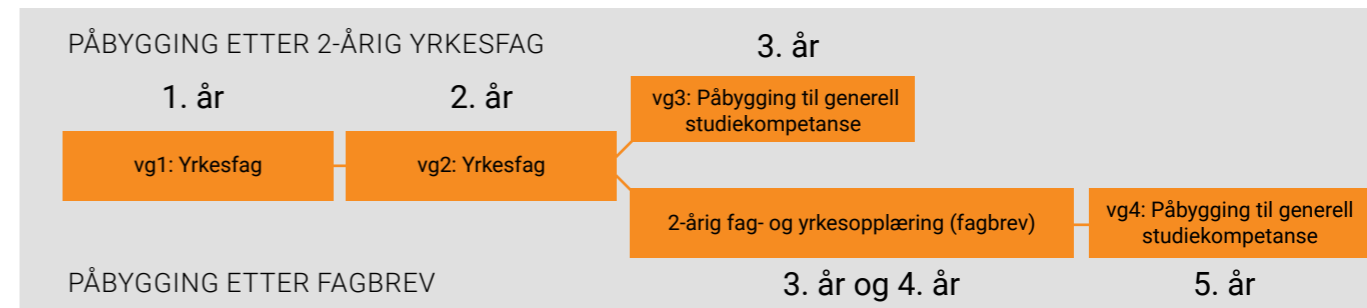 PÅBYGGING ETTER 2-ÅRIG YRKESFAG
3. år
1. år
2. år
vg3: Påbygging til generell
studiekompetanse
vg1: Yrkesfag
vg2: Yrkesfag
2-årig fag- og yrkesopplæring (fagbrev)
vg4: Påbygging til generell
studiekompetanse
PÅBYGGING ETTER FAGBREV
3. år og 4. år
5. år